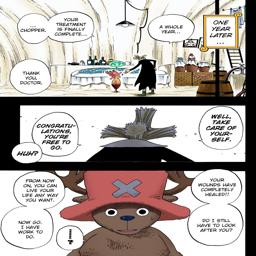 ONE
YEAR
LATER
...
A WHOLE
YEAR...
YOUR
TREATMENT
IS FINALLY
COMPLETE...
...
CHOPPER.
THANK
YOU,
DOCTOR.
WELL,
TAKE CARE
OF YOUR-
SELF.
CONGRATU-
LATIONS,
YOU'RE
FREE TO
GO.
HUH?
YOUR
WOUNDS HAVE
COMPLETELY
HEALED!!
DO I STILL
HAVE TO
LOOK AFTER
YOU?
FROM NOW
ON, YOU CAN
LIVE YOUR
LIFE ANY WAY
YOU WANT.
NOW GO.
I HAVE
WORK TO
DO.